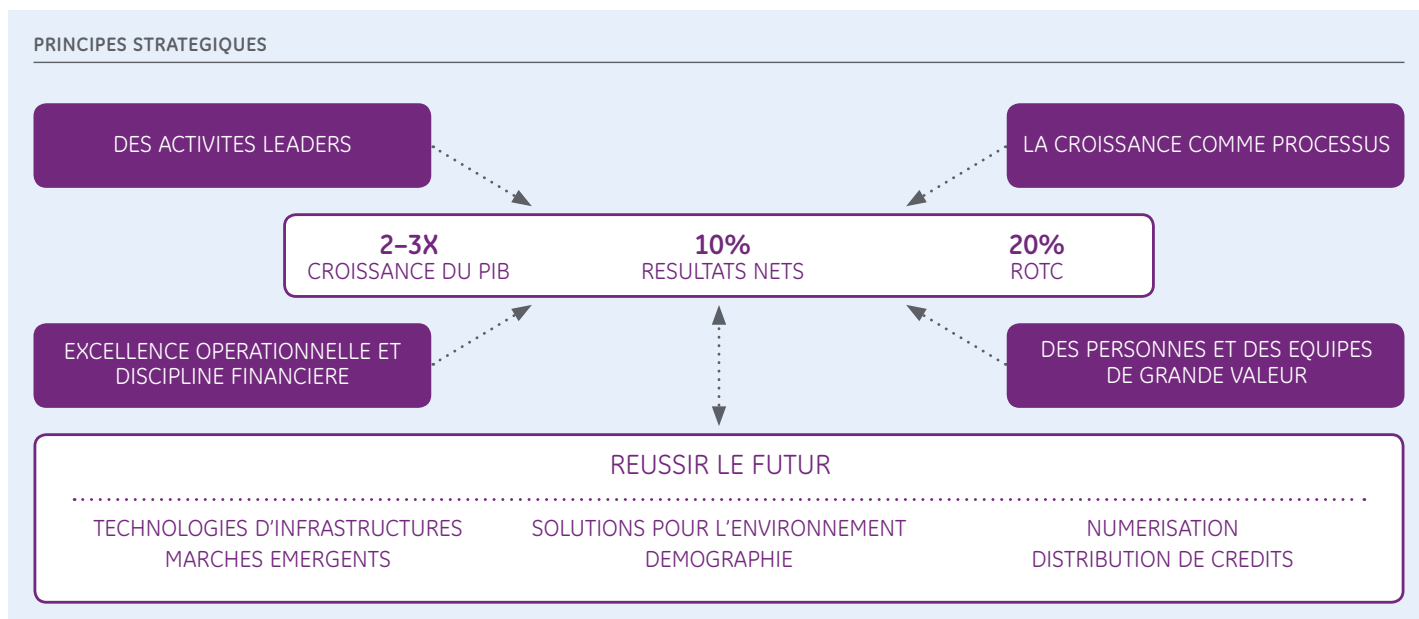 PRINCIPES STRATEGIQUES
DES ACTIVITES LEADERS
LA CROISSANCE COMME PROCESSUS
2–3X
CROISSANCE DU PIB
10%
RESULTATS NETS
20%
ROTC
EXCELLENCE OPERATIONNELLE ET
DISCIPLINE FINANCIERE
DES PERSONNES ET DES EQUIPES
DE GRANDE VALEUR
REUSSIR LE FUTUR
TECHNOLOGIES D’INFRASTRUCTURES
MARCHES EMERGENTS
SOLUTIONS POUR L’ENVIRONNEMENT
DEMOGRAPHIE
NUMERISATION
DISTRIBUTION DE CREDITS